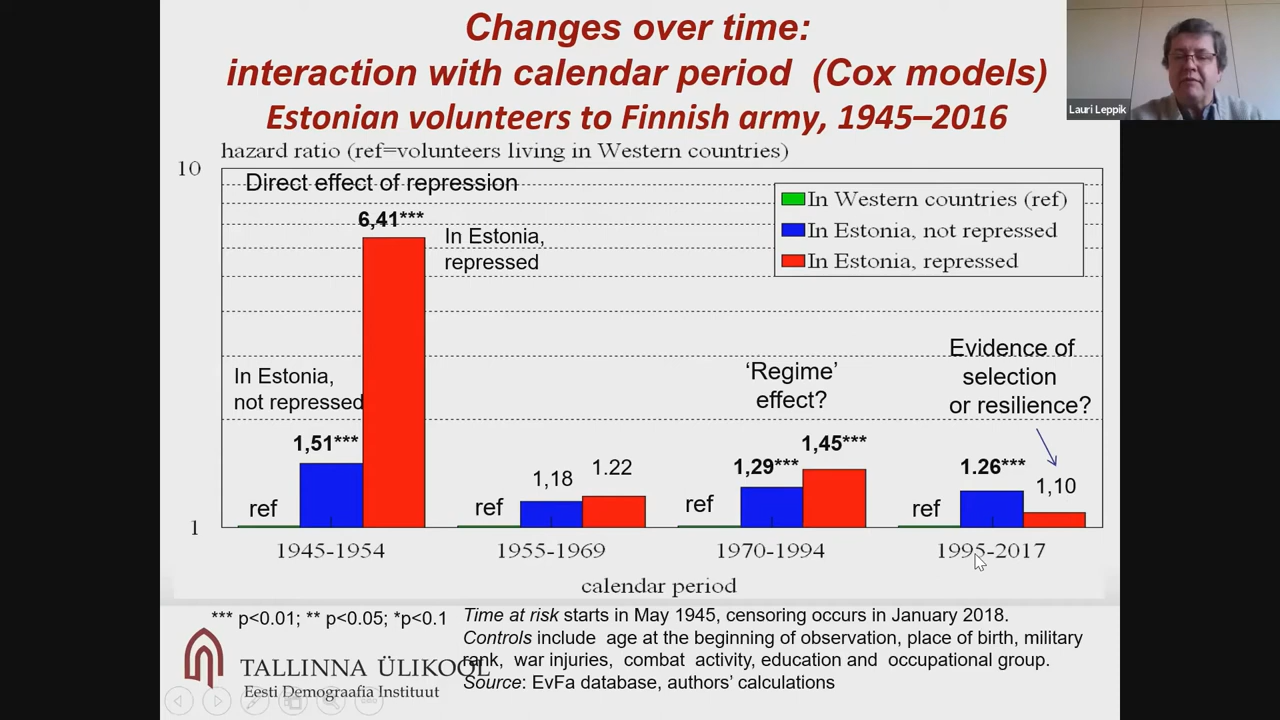 Changes over time:
interaction with calendar period (Cox models)
Estonian volunteers to Finnish army, 1945–2016
Lauri Leppik
hazard ratio (ref=volunteers living in Western countries)
10
Direct effect of repression
In Western countries (ref)
In Estonia, not repressed
In Estonia, repressed
6,41***
In Estonia,
repressed
Evidence of
selection
or resilience?
‘Regime’
effect?
In Estonia,
not repressed
1,51***
1,18
1.22
1,29***
1,45***
1.26***
1,10
ref
ref
ref
ref
1
1945-1954
1955-1969
1970-1994
1995-2017
calendar period
*** p<0.01; ** p<0.05; *p<0.1
Time at risk starts in May 1945, censoring occurs in January 2018.
Controls include age at the beginning of observation, place of birth, military
rank, war injuries, combat activity, education and occupational group.
Source: EvFa database, authors’ calculations
TALLINNA ÜLIKOOL
Eesti Demograafia Instituut